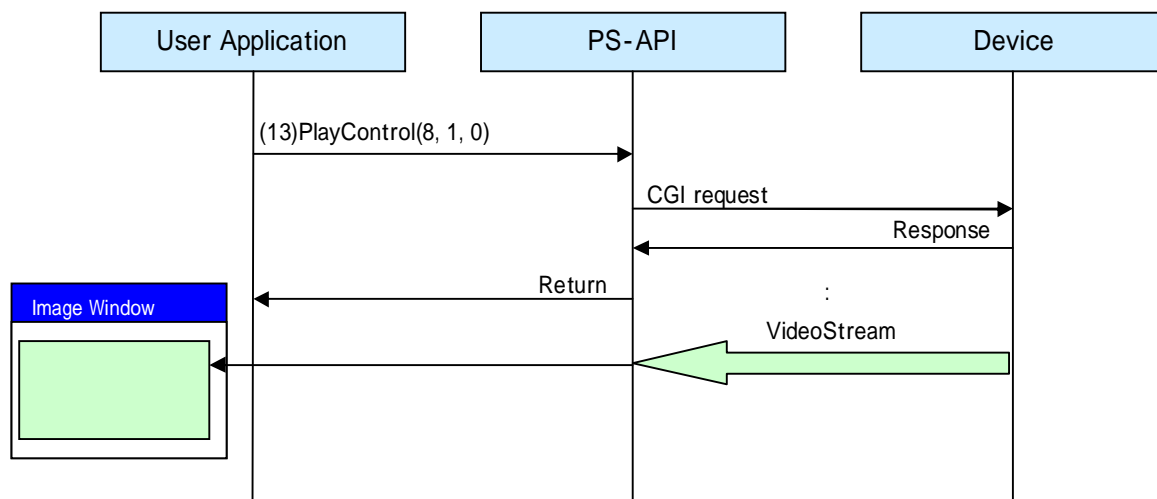 User Application
PS-API
Device
(13)PlayControl(8, 1, 0)
CGI request
Response
Return
:
Image Window
VideoStream